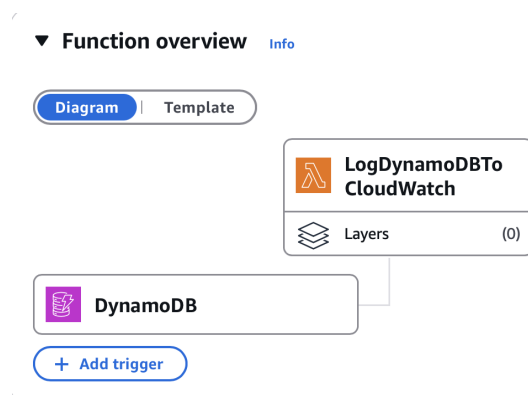 Function overview Info
Diagram | Template
LogDynamoDBTo
CloudWatch
Layers (0)
DynamoDB
+ Add trigger